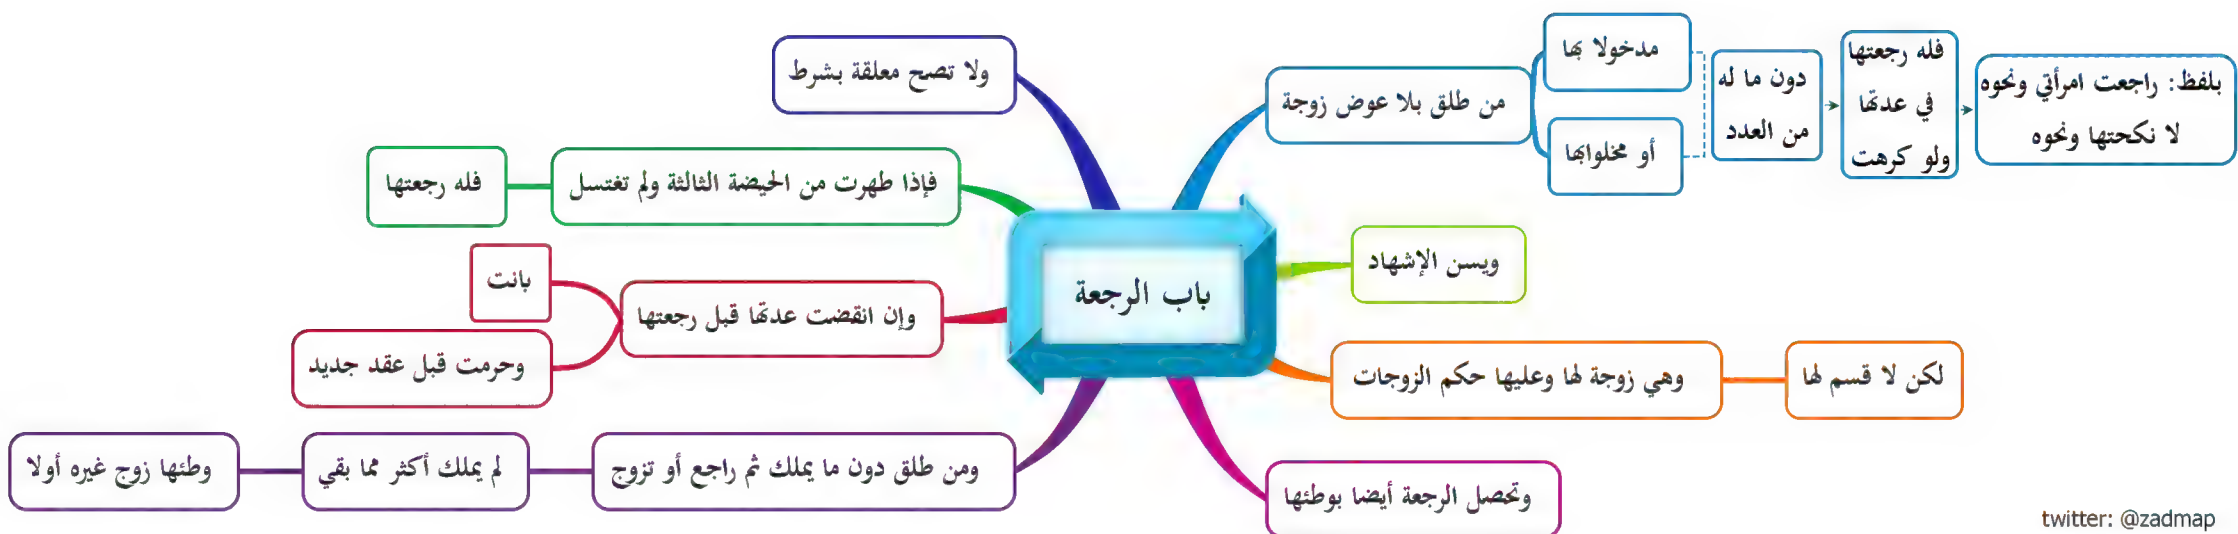 باب الرجعة
من طلق بلا عوض زوجة
مدخولا بها
أو مخلوابها
دون ما له
من العدد
فله رجعتها
في عدتها
ولو كرهت
بلفظ: راجعت امرأتي ونحوه
لا نكحتها ونحوه
ويسن الإشهاد
وهي زوجة لها وعليها حكم الزوجات
لكن لا قسم لها
وتحصل الرجعة أيضا بوطئها
ولا تصح معلقة بشرط
فإذا طهرت من الحيضة الثالثة ولم تغتسل
فله رجعتها
وإن انقضت عدتها قبل رجعتها
بانت
وحرمت قبل عقد جديد
ومن طلق دون ما يملك ثم راجع أو تزوج
لم يملك أكثر مما بقي
وطئها زوج غيره أولا
twitter: @zadmap